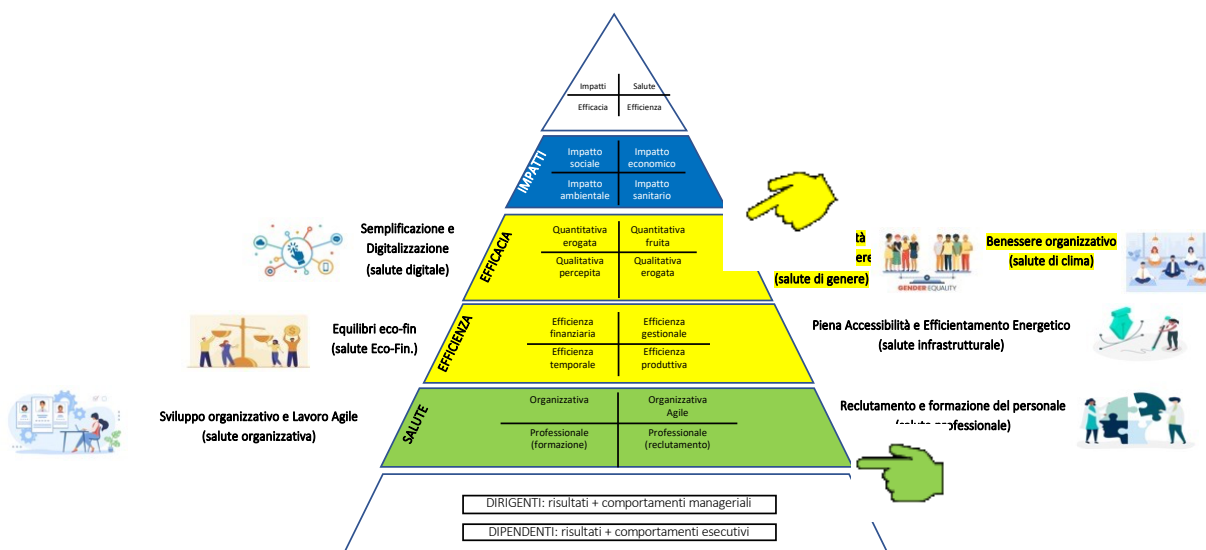 Impatti
Salute
Efficacia
Efficienza
IMPATTI
Impatto
sociale
Impatto
economico
Impatto
ambientale
Impatto
sanitario
Semplificazione e
Digitalizzazione
(salute digitale)
EFFICACIA
Quantitativa
erogata
Quantitativa
fruita
Qualitativa
percepita
Qualitativa
erogata
tà
ere
(salute di genere)
GENDER EQUALITY
Benessere organizzativo
(salute di clima)
Equilibri eco-fin
(salute Eco-Fin.)
EFFICIENZA
Efficienza
finanziaria
Efficienza
gestionale
Efficienza
temporale
Efficienza
produttiva
Piena Accessibilità e Efficientamento Energetico
(salute infrastrutturale)
Sviluppo organizzativo e Lavoro Agile
(salute organizzativa)
SALUTE
Organizzativa
Organizzativa
Agile
Professionale
(formazione)
Professionale
(reclutamento)
Reclutamento e formazione del personale
(salute professionale)
DIRIGENTI: risultati + comportamenti manageriali
DIPENDENTI: risultati + comportamenti esecutivi